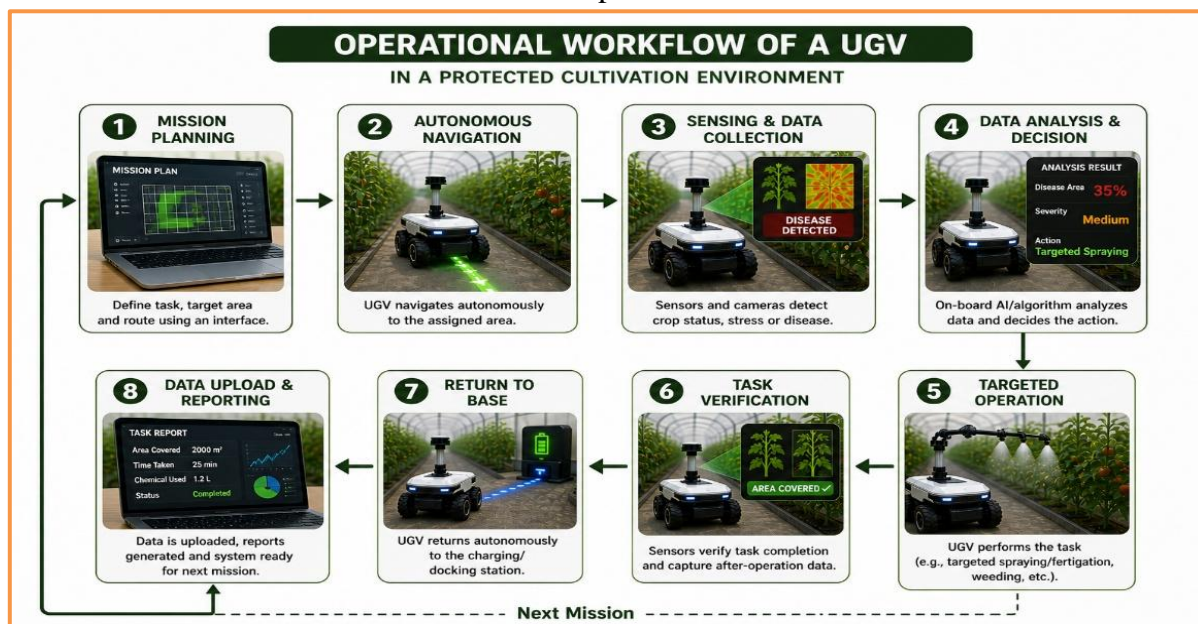 OPERATIONAL WORKFLOW OF A UGV
IN A PROTECTED CULTIVATION ENVIRONMENT
1 MISSION
PLANNING
MISSION PLAN
Define task, target area
and route using an interface.
2 AUTONOMOUS
NAVIGATION
UGV navigates autonomously
to the assigned area.
3 SENSING & DATA
COLLECTION
DISEASE
DETECTED
Sensors and cameras detect
crop status, stress or disease.
4 DATA ANALYSIS &
DECISION
ANALYSIS RESULT
Disease Area 35%
Severity
Medium
Action
Targeted Spraying
On-board AI/algorithm analyzes
data and decides the action.
5 TARGETED
OPERATION
UGV performs the task
(e.g., targeted spraying/fertigation,
weeding, etc.).
6 TASK
VERIFICATION
AREA COVERED ✓
Sensors verify task completion
and capture after-operation data.
7 RETURN TO
BASE
UGV returns autonomously
to the charging/
docking station.
8 DATA UPLOAD &
REPORTING
TASK REPORT
Area Covered 2000 m²
Time Taken 25 min
Chemical Used 1.2 L
Status Completed
Data is uploaded, reports
generated and system ready
for next mission.
Next Mission